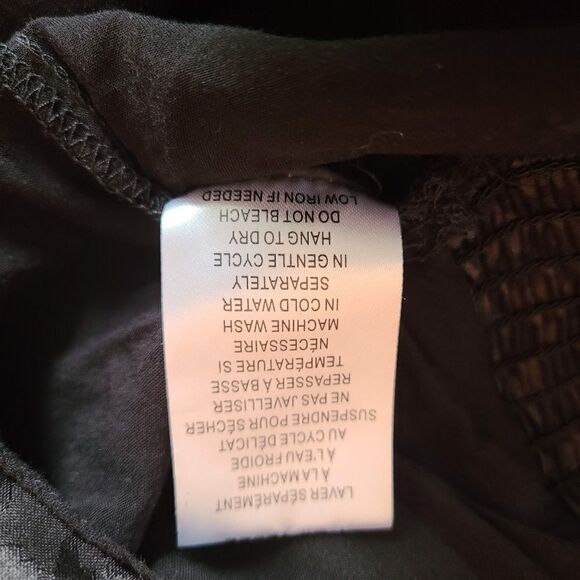 LAVER SÉPARÉMENT
À LA MACHINE
À L'EAU FROIDE
AU CYCLE DÉLICAT
SUSPENDRE POUR SÉCHER
NE PAS JAVELLISER
REPASSER À BASSE
TEMPÉRATURE SI
NÉCESSAIRE
MACHINE WASH
IN COLD WATER
SEPARATELY
IN GENTLE CYCLE
HANG TO DRY
DO NOT BLEACH
LOW IRON IF NEEDED